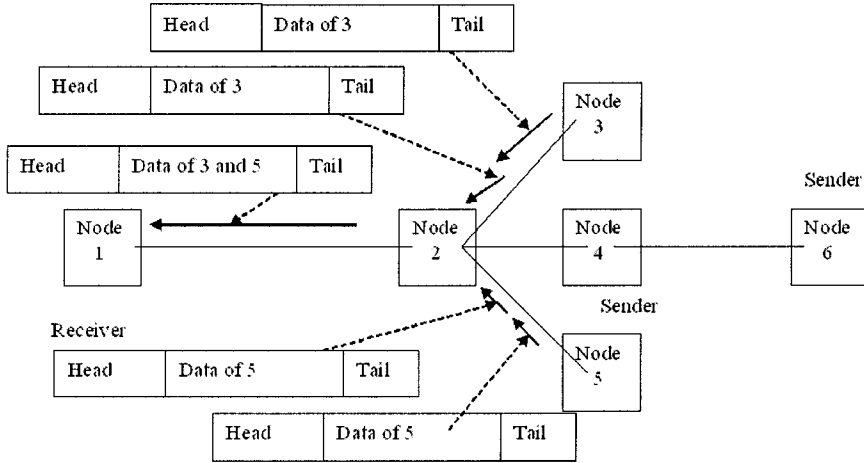 Head Data of 3 Tail
Head Data of 3 Tail
Node
3
Head Data of 3 and 5 Tail
Sender
Node
1
Node
2
Node
4
Node
6
Sender
Receiver
Node
5
Head Data of 5 Tail
Head Data of 5 Tail